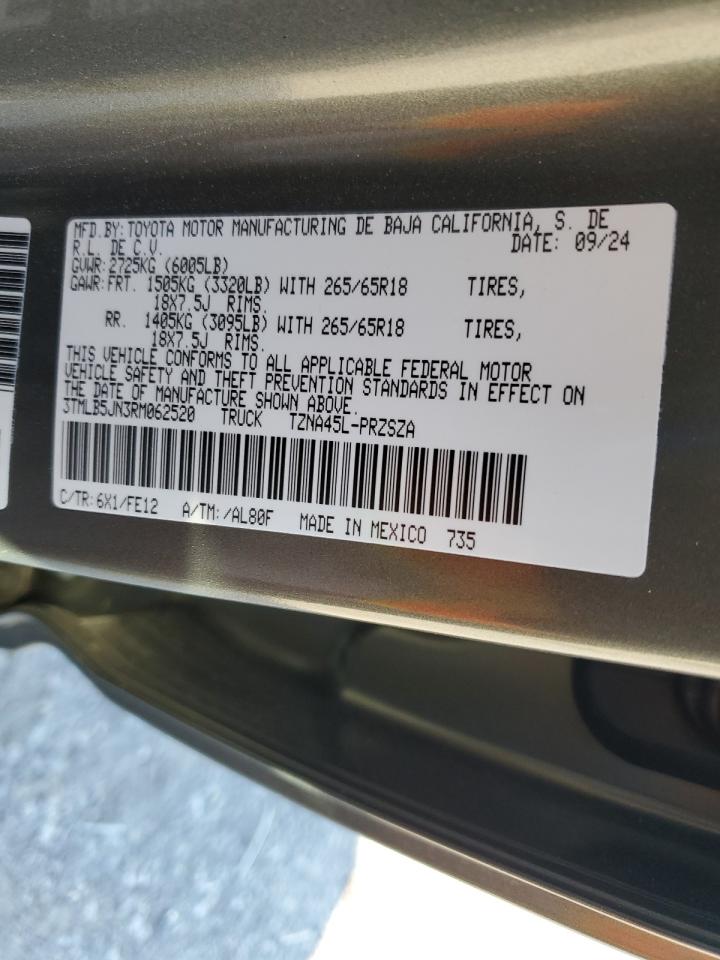 MFD.BY:TOYOTA MOTOR MANUFACTURING DE BAJA CALIFORNIA, S. DE
R.L. DE C.V. DATE: 09/24
GVWR:2725KG (6005LB)
GAWR:FRT. 1505KG (3320LB) WITH 265/65R18 TIRES,
18X7.5J RIMS.
RR. 1405KG (3095LB) WITH 265/65R18 TIRES,
18X7.5J RIMS.
THIS VEHICLE CONFORMS TO ALL APPLICABLE FEDERAL MOTOR
VEHICLE SAFETY AND THEFT PREVENTION STANDARDS IN EFFECT ON
THE DATE OF MANUFACTURE SHOWN ABOVE.
3TMLB5JN3RM062520 TRUCK TZNA45L-PRZSZA
C/TR:6X1/FE12 A/TM:/AL80F MADE IN MEXICO 735